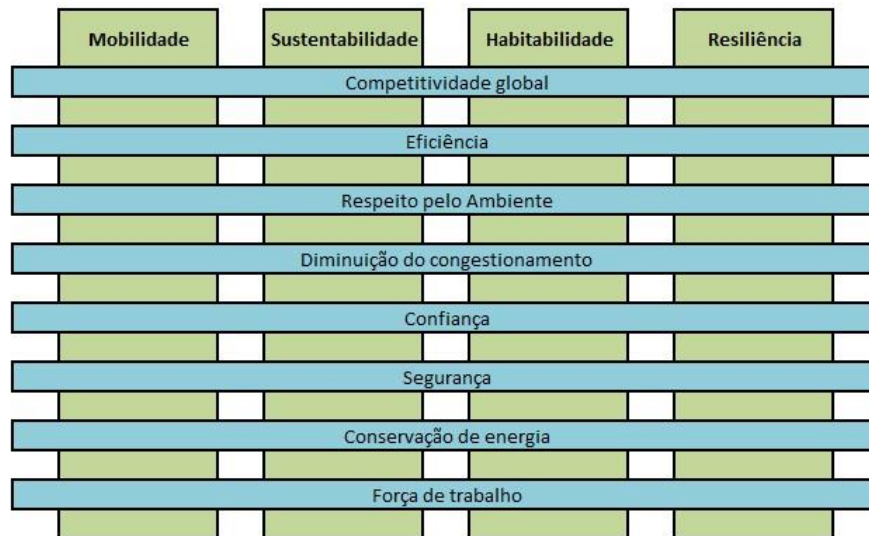 Mobilidade Sustentabilidade Habitabilidade Resiliência
Competitividade global
Eficiência
Respeito pelo Ambiente
Diminuição do congestionamento
Confiança
Segurança
Conservação de energia
Força de trabalho